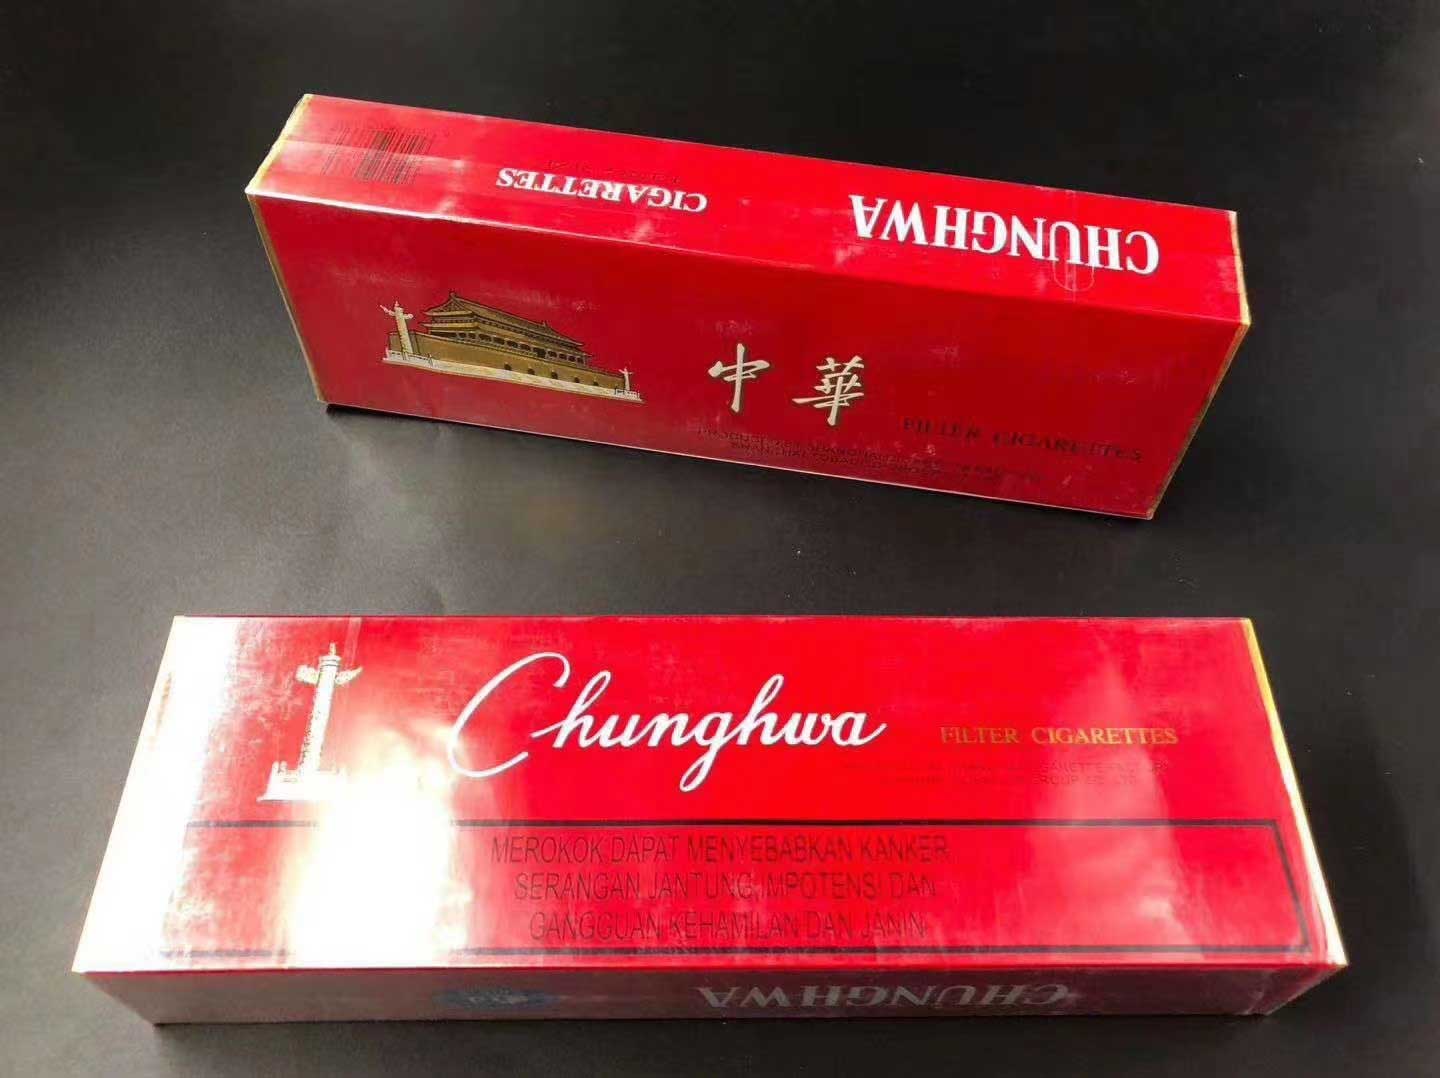 CHUNGHWA
CIGARETTES
中華
FILTER CIGARETTES
Chunghwa
FILTER CIGARETTES
MEROKOK DAPAT MENYEBABKAN KANKER
SERANGAN JANTUNG IMPOTENSI DAN
GANGGUAN KEHAMILAN DAN JANIN
CHUNGHWA